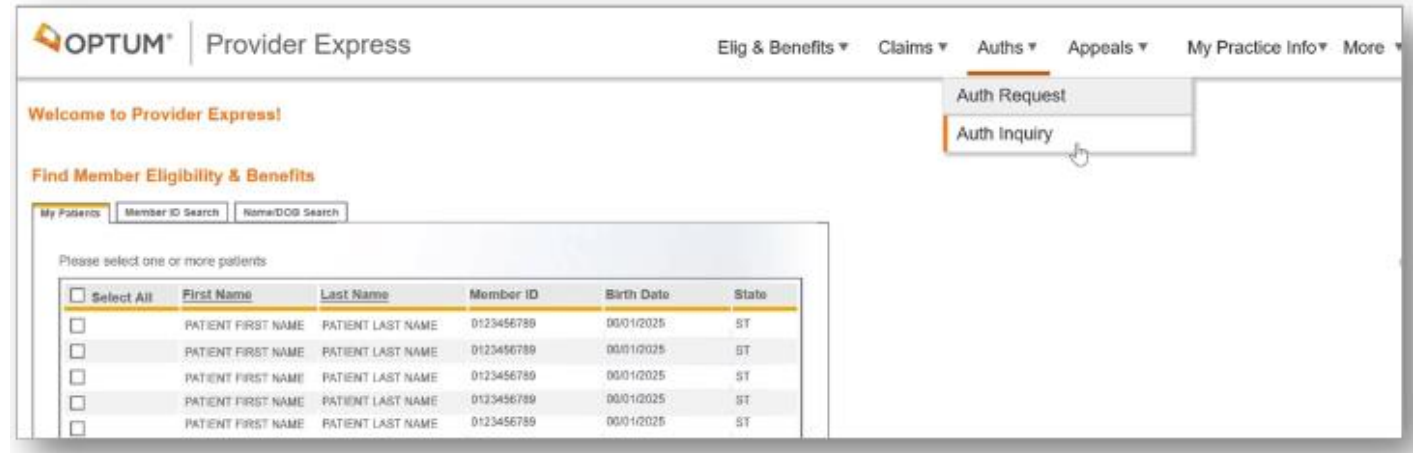 OPTUM® Provider Express Elig & Benefits ▾ Claims ▾ Auths ▾ Appeals ▾ My Practice Info▾ More ▾
Auth Request
Auth Inquiry
Welcome to Provider Express!
Find Member Eligibility & Benefits
My Patients Member ID Search Name/DOB Search
Please select one or more patients
Select All First Name Last Name Member ID Birth Date State
PATIENT FIRST NAME PATIENT LAST NAME 0123456789 00/01/2025 ST
PATIENT FIRST NAME PATIENT LAST NAME 0123456789 00/01/2025 ST
PATIENT FIRST NAME PATIENT LAST NAME 0123456789 00/01/2025 ST
PATIENT FIRST NAME PATIENT LAST NAME 0123456789 00/01/2025 ST
PATIENT FIRST NAME PATIENT LAST NAME 0123456789 00/01/2025 ST